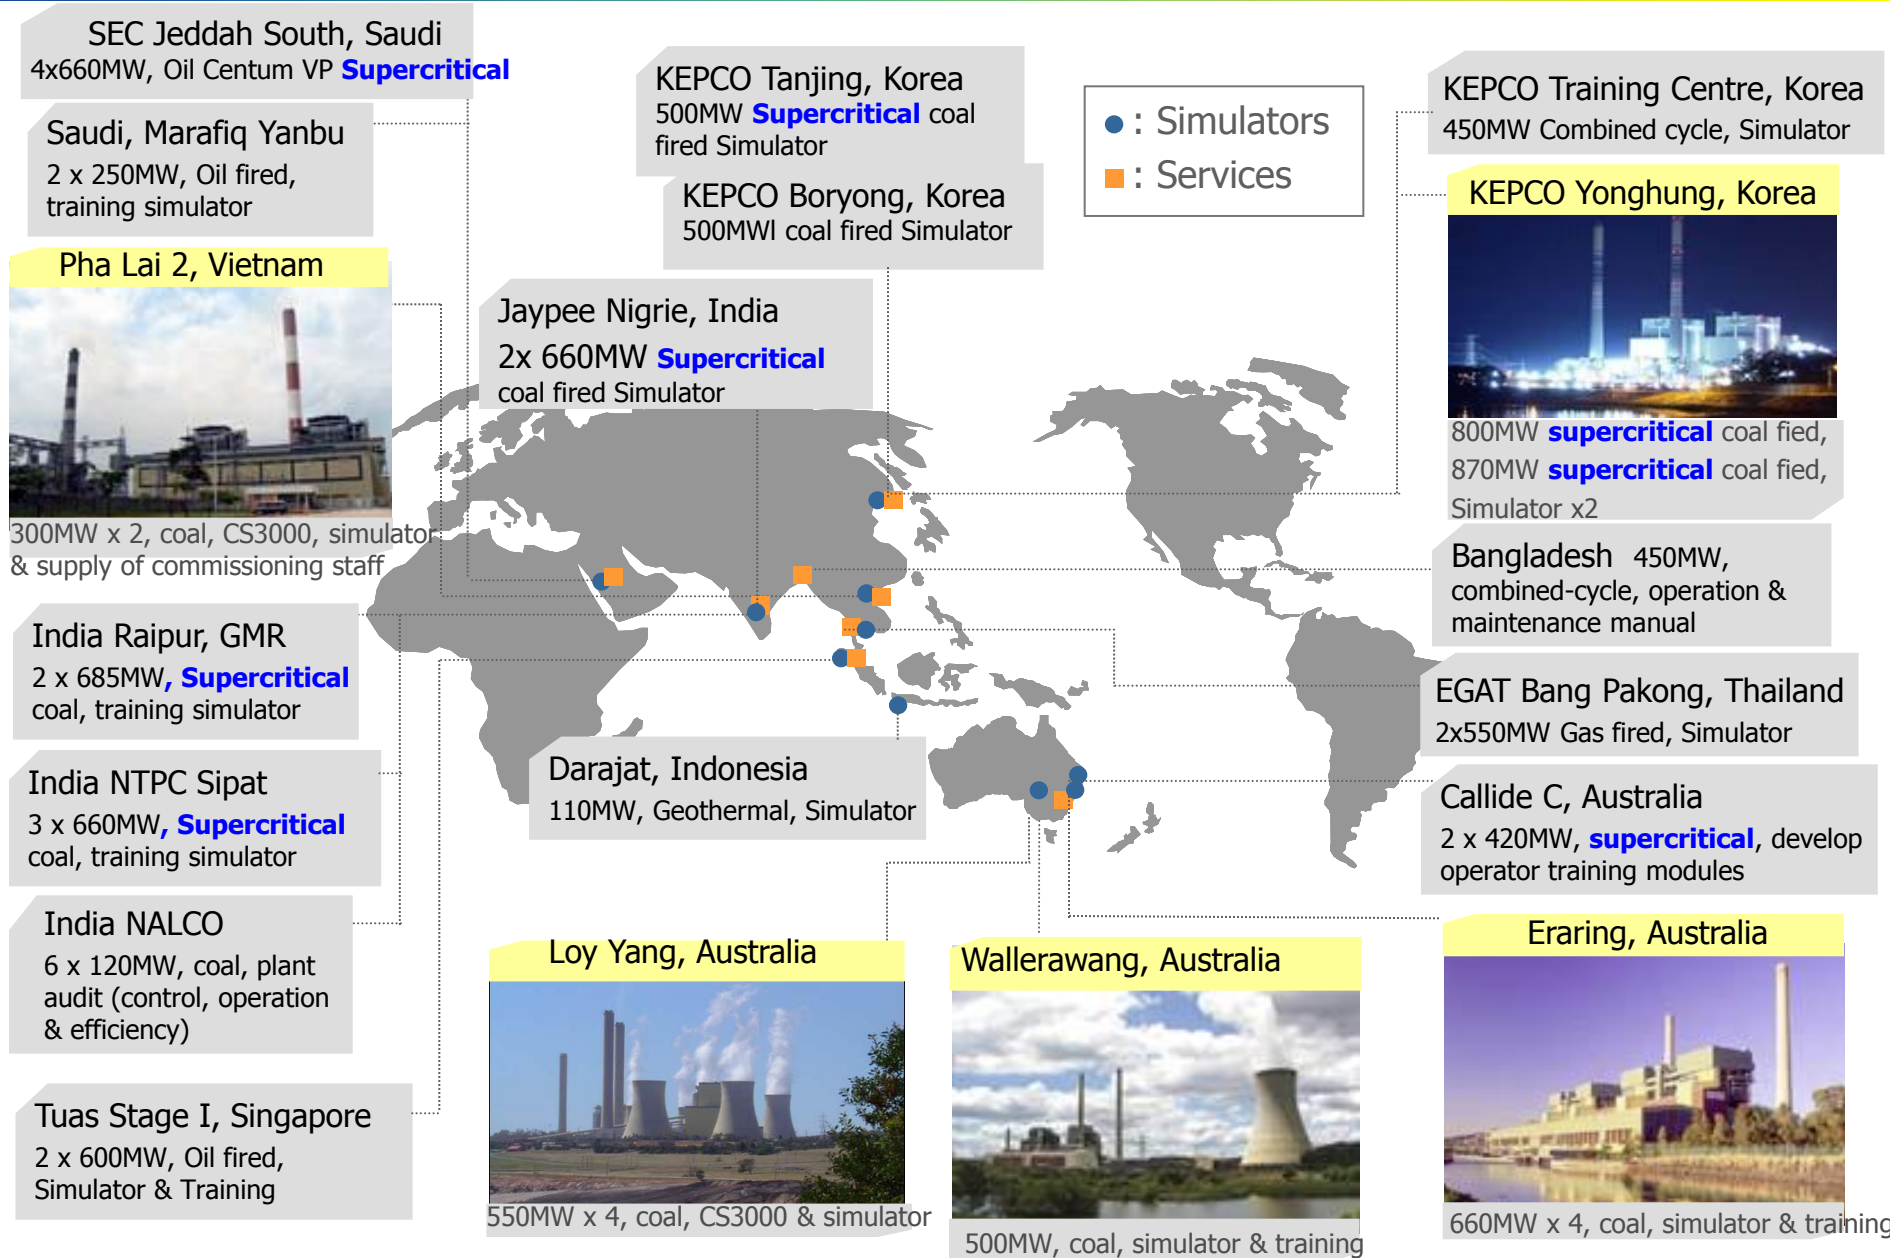 SEC Jeddah South, Saudi
4x660MW, Oil Centum VP Supercritical
Saudi, Marafiq Yanbu
2 x 250MW, Oil fired,
training simulator
Pha Lai 2, Vietnam
300MW x 2, coal, CS3000, simulator
& supply of commissioning staff
India Raipur, GMR
2 x 685MW, Supercritical
coal, training simulator
India NTPC Sipat
3 x 660MW, Supercritical
coal, training simulator
India NALCO
6 x 120MW, coal, plant
audit (control, operation
& efficiency)
Tuas Stage I, Singapore
2 x 600MW, Oil fired,
Simulator & Training
KEPCO Tanjing, Korea
500MW Supercritical coal
fired Simulator
KEPCO Boryong, Korea
500MWl coal fired Simulator
Jaypee Nigrie, India
2x 660MW Supercritical
coal fired Simulator
: Simulators
: Services
Darajat, Indonesia
110MW, Geothermal, Simulator
Loy Yang, Australia
550MW x 4, coal, CS3000 & simulator
Wallerawang, Australia
500MW, coal, simulator & training
KEPCO Training Centre, Korea
450MW Combined cycle, Simulator
KEPCO Yonghung, Korea
800MW supercritical coal fied,
870MW supercritical coal fied,
Simulator x2
Bangladesh 450MW,
combined-cycle, operation &
maintenance manual
EGAT Bang Pakong, Thailand
2x550MW Gas fired, Simulator
Callide C, Australia
2 x 420MW, supercritical, develop
operator training modules
Eraring, Australia
660MW x 4, coal, simulator & training